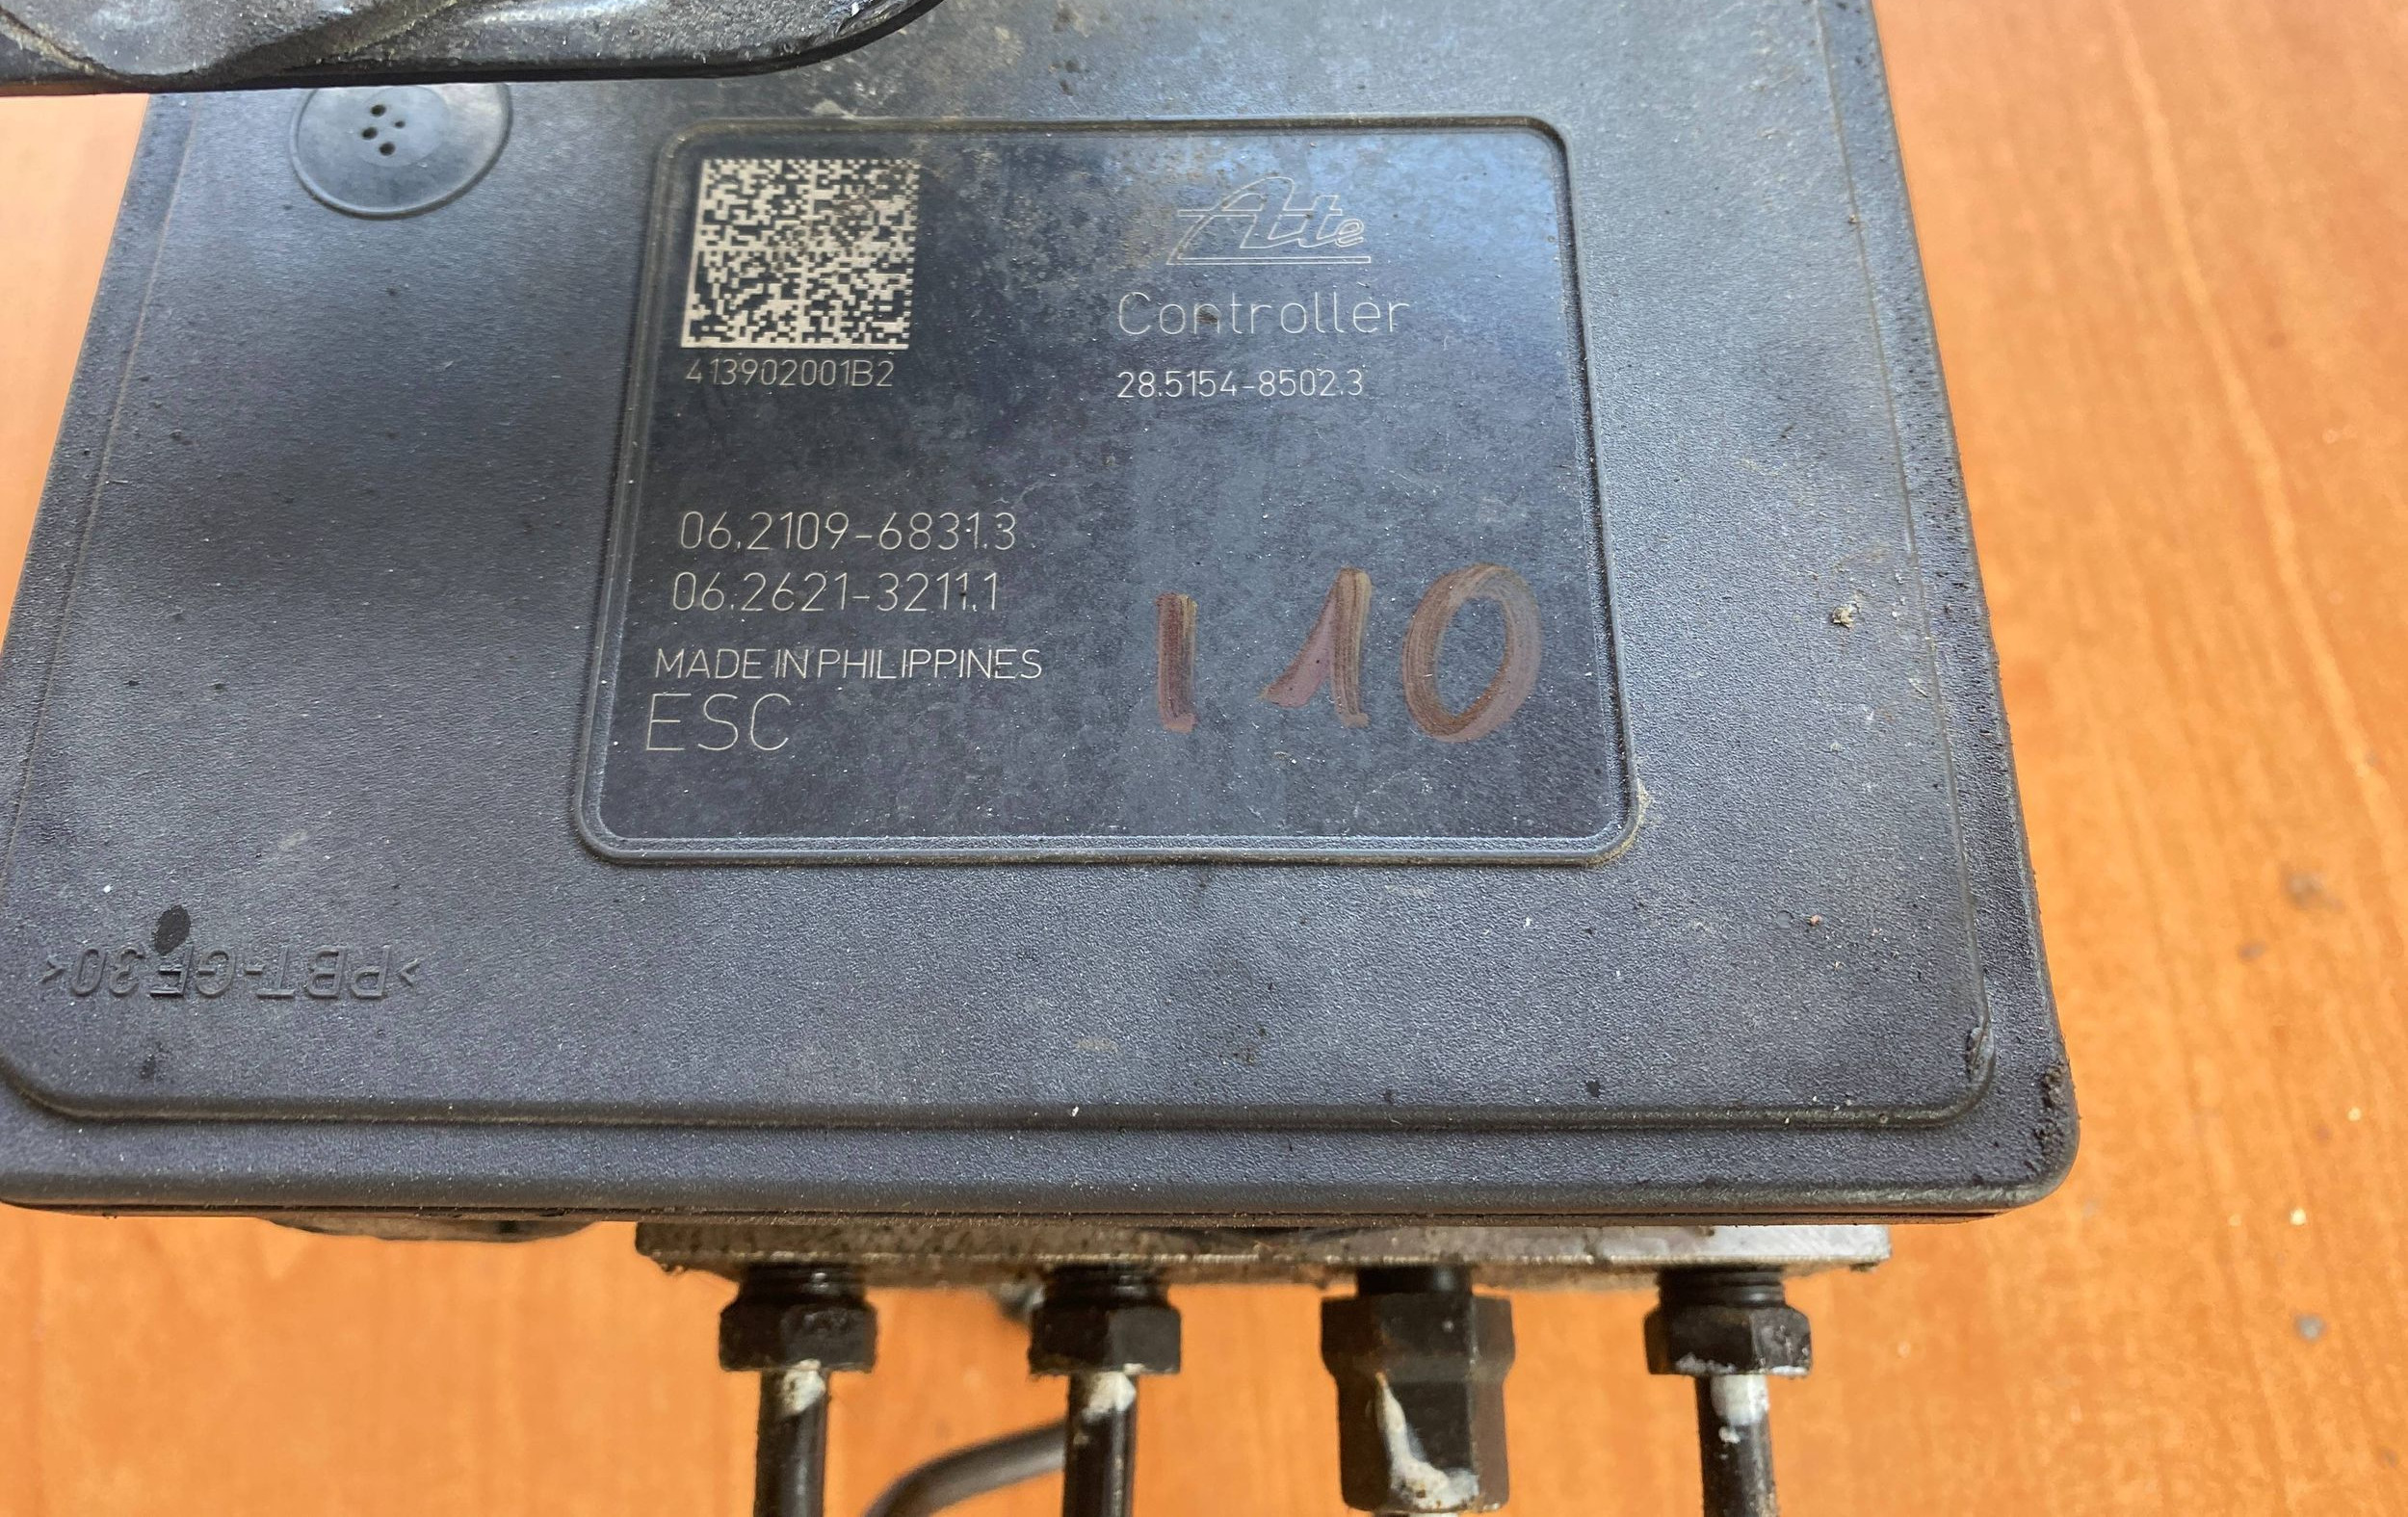 Ate
Controller
413902001B2
28.5154-8502.3
06.2109-6831.3
06.2621-3211.1
MADE IN PHILIPPINES
ESC
I 10
>PBT-GF30<